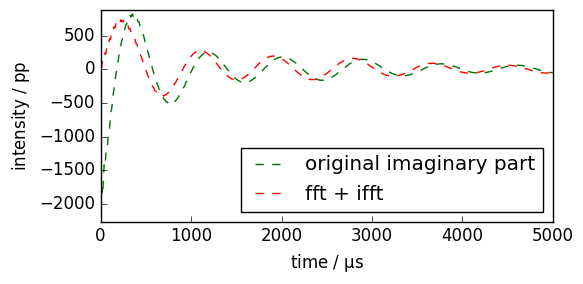 500
0
−500
−1000
−1500
−2000
intensity / pp
original imaginary part
fft + ifft
0 1000 2000 3000 4000 5000
time / µs